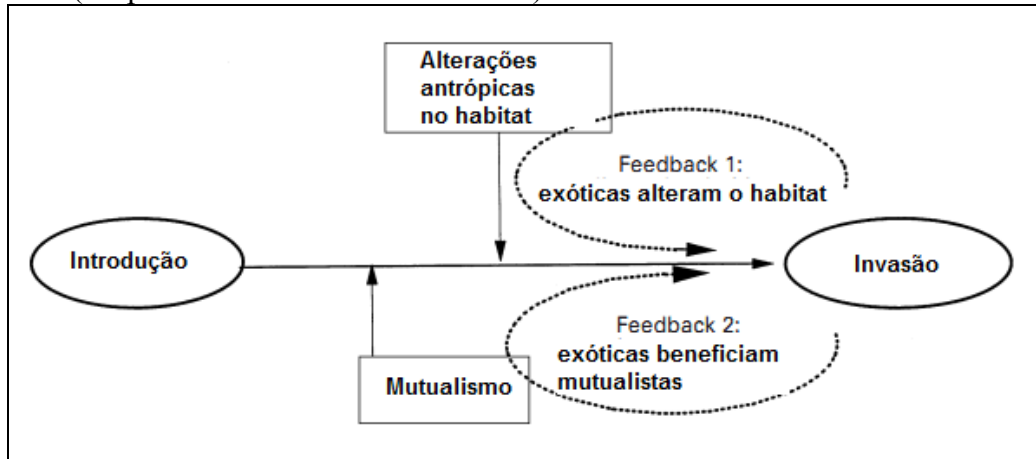 Alterações
antrópicas
no habitat
Feedback 1:
exóticas alteram o habitat
Introdução
Invasão
Feedback 2:
exóticas beneficiam
mutualistas
Mutualismo